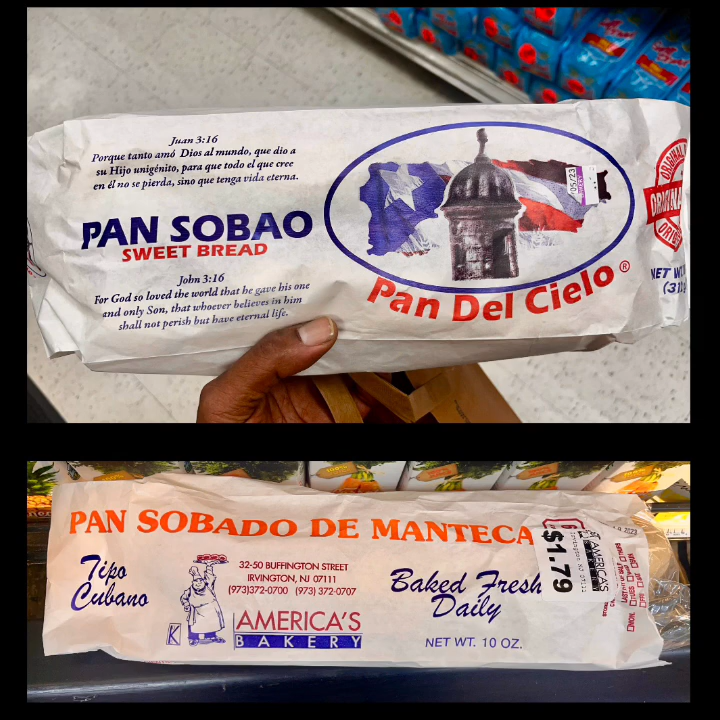 Juan 3:16
Porque tanto amó Dios al mundo, que dio a
su Hijo unigénito, para que todo el que cree
en él no se pierda, sino que tenga vida eterna.
PAN SOBAO
SWEET BREAD
John 3:16
For God so loved the world that he gave his one
and only Son, that whoever believes in him
shall not perish but have eternal life.
05/23
Pan Del Cielo®
ORIGINAL
NET W
PAN SOBADO DE MANTECA
Tipo
Cubano
32-50 BUFFINGTON STREET
IRVINGTON, NJ 07111
(973)372-0700 (973) 372-0707
K
AMERICA'S
BAKERY
Baked Fresh
Daily
NET WT. 10 OZ.
$1.79
AMERICA'S